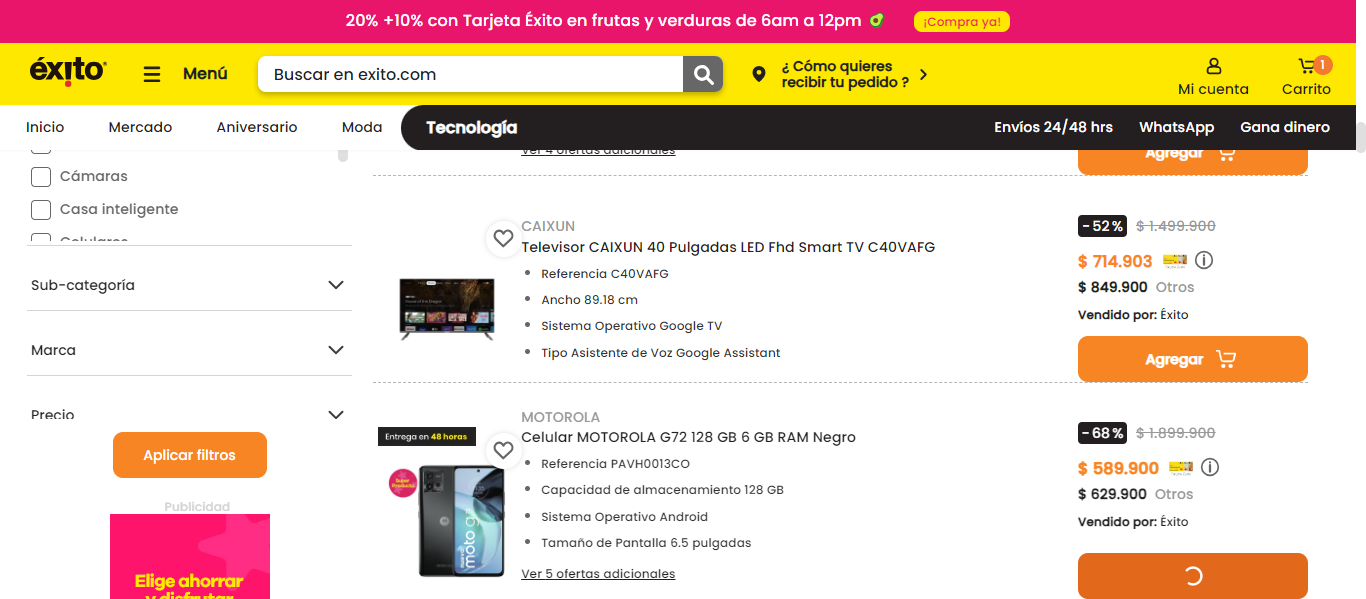 20% +10% con Tarjeta Éxito en frutas y verduras de 6am a 12pm
¡Compra ya!
éxito
Menú
Buscar en exito.com
¿ Cómo quieres
recibir tu pedido ?
Mi cuenta
1
Carrito
Inicio
Mercado
Aniversario
Moda
Tecnología
Envíos 24/48 hrs
WhatsApp
Gana dinero
Cámaras
Casa inteligente
Celulares
Sub-categoría
Marca
Precio
Aplicar filtros
Publicidad
Elige ahorrar
y disfrutar
Ver 4 ofertas adicionales
Agregar
CAIXUN
Televisor CAIXUN 40 Pulgadas LED Fhd Smart TV C40VAFG
Referencia C40VAFG
Ancho 89.18 cm
Sistema Operativo Google TV
Tipo Asistente de Voz Google Assistant
- 52 %
$ 1.499.900
$ 714.903
$ 849.900 Otros
Vendido por: Éxito
Agregar
Entrega en 48 horas
Super
Producto
moto g
MOTOROLA
Celular MOTOROLA G72 128 GB 6 GB RAM Negro
Referencia PAVH0013CO
Capacidad de almacenamiento 128 GB
Sistema Operativo Android
Tamaño de Pantalla 6.5 pulgadas
Ver 5 ofertas adicionales
- 68 %
$ 1.899.900
$ 589.900
$ 629.900 Otros
Vendido por: Éxito